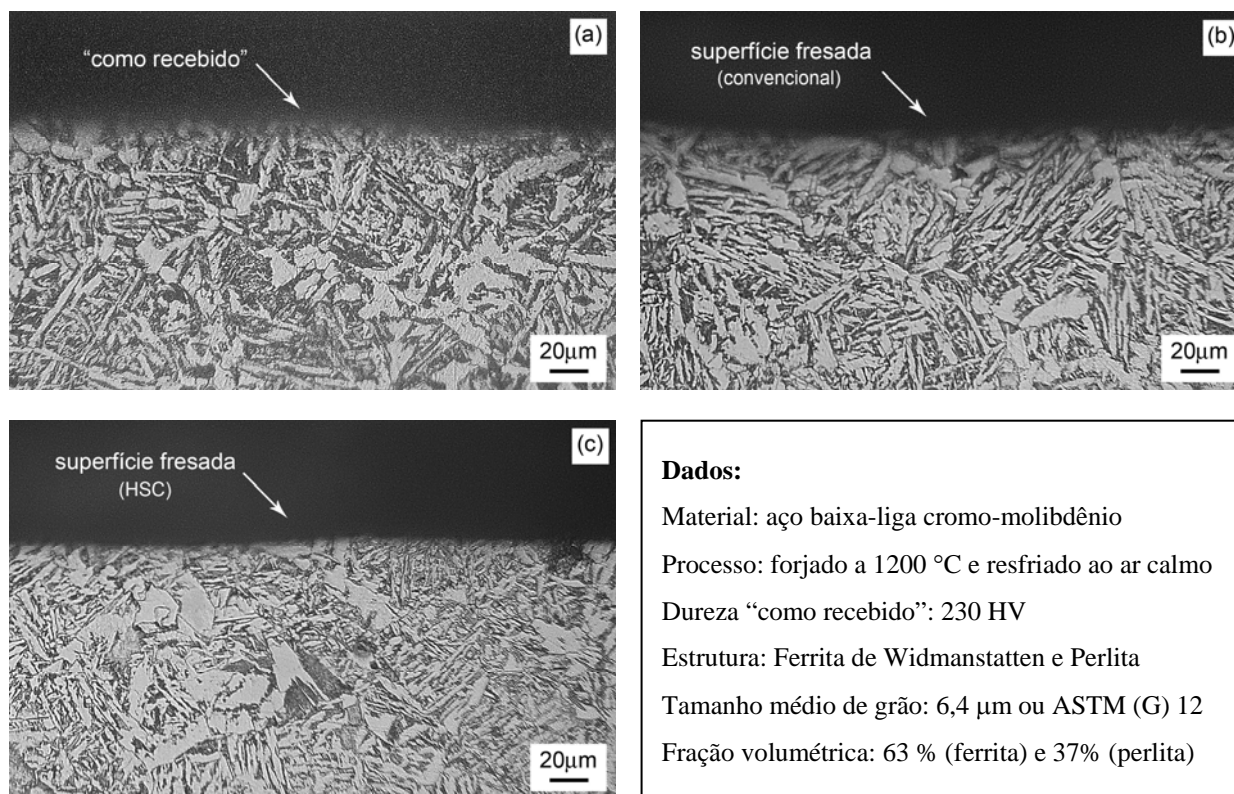 (a)
"como recebido"
20μm
(b)
superfície fresada
(convencional)
20μm
(c)
superfície fresada
(HSC)
20μm
Dados:
Material: aço baixa-liga cromo-molibdênio
Processo: forjado a 1200 °C e resfriado ao ar calmo
Dureza “como recebido”: 230 HV
Estrutura: Ferrita de Widmanstatten e Perlita
Tamanho médio de grão: 6,4 μm ou ASTM (G) 12
Fração volumétrica: 63 % (ferrita) e 37% (perlita)